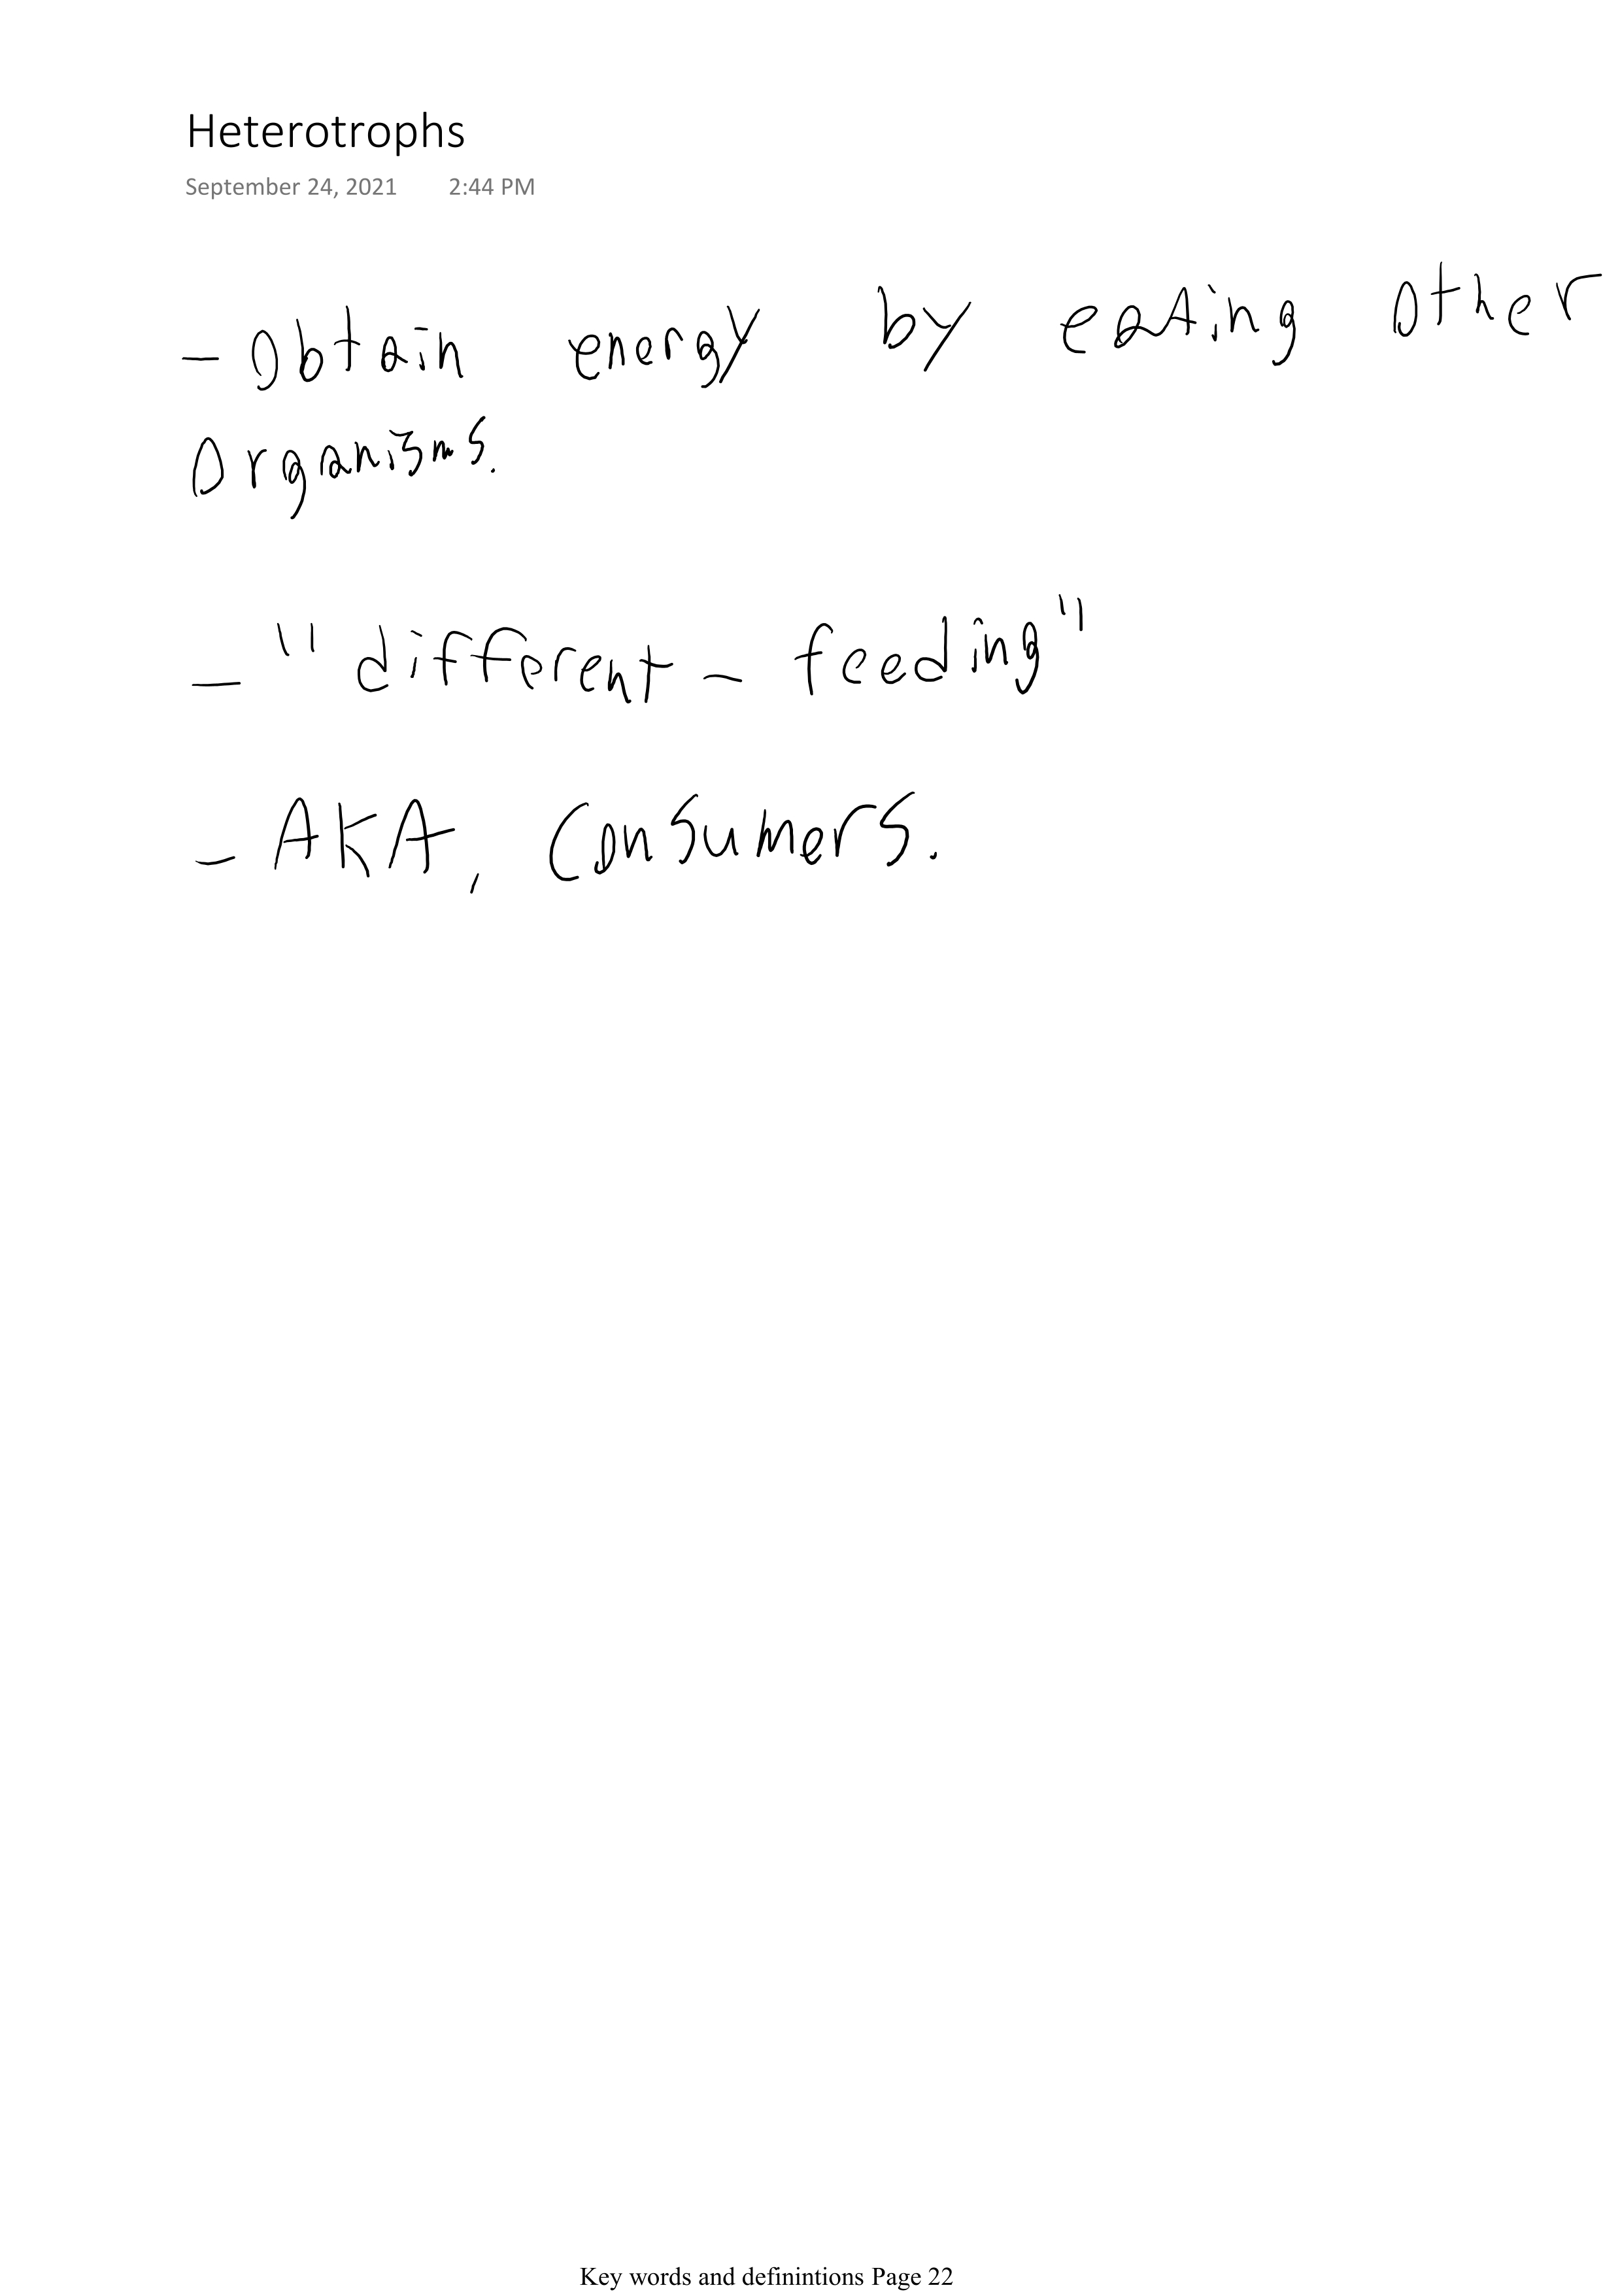 Heterotrophs
September 24, 2021 2:44 PM
- Obtain energy by eating other
Organisms.
- "different - feeding"
- AKA, Consumers.
Key words and definintions Page 22